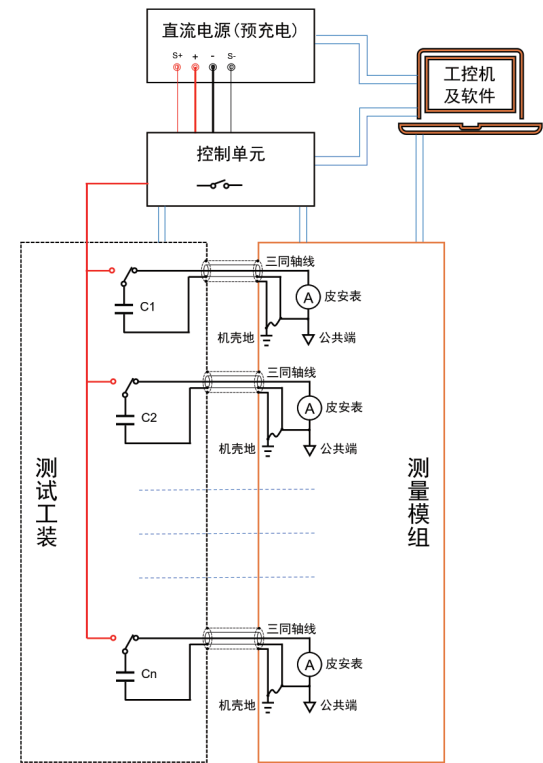 直流电源(预充电)
S+ + - S-
工控机
及软件
控制单元
三同轴线
A 皮安表
C1
机壳地 公共端
三同轴线
A 皮安表
C2
机壳地 公共端
测试工装
测量模组
三同轴线
A 皮安表
Cn
机壳地 公共端